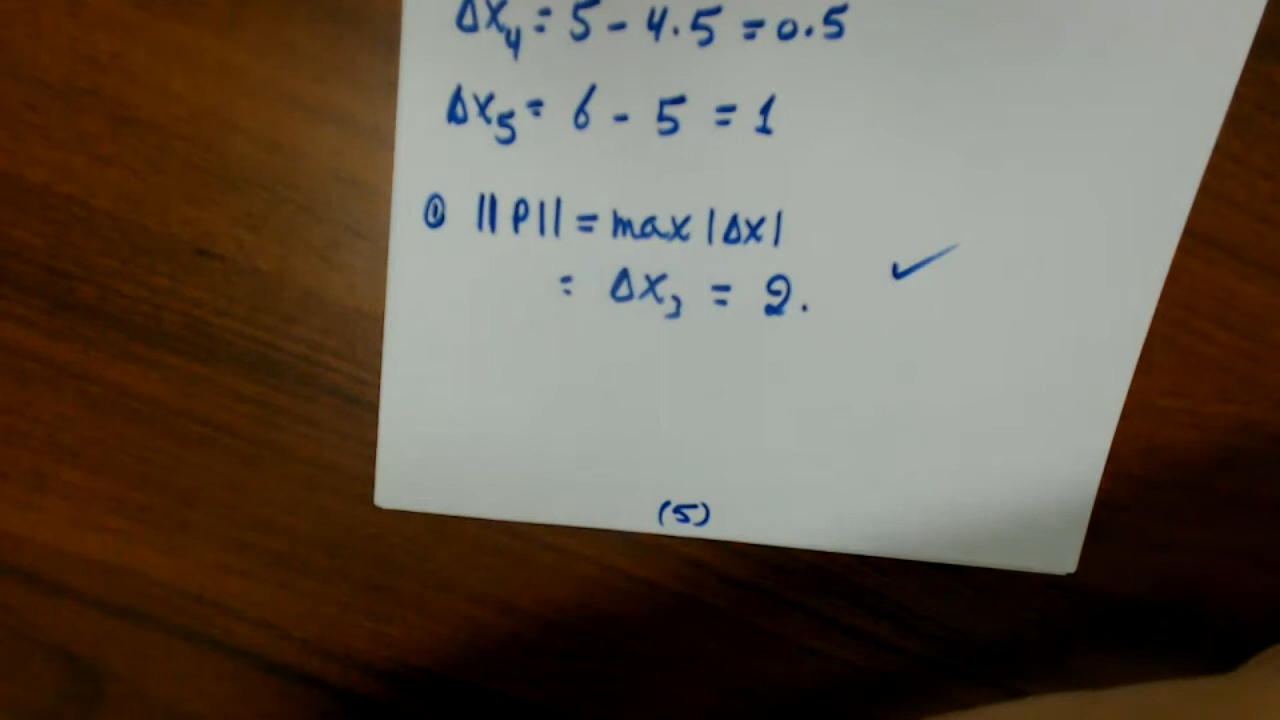 Δx₄ = 5 - 4.5 = 0.5
Δx₅ = 6 - 5 = 1
① ||P|| = max |Δx|
= Δx₃ = 2. ✓
(5)